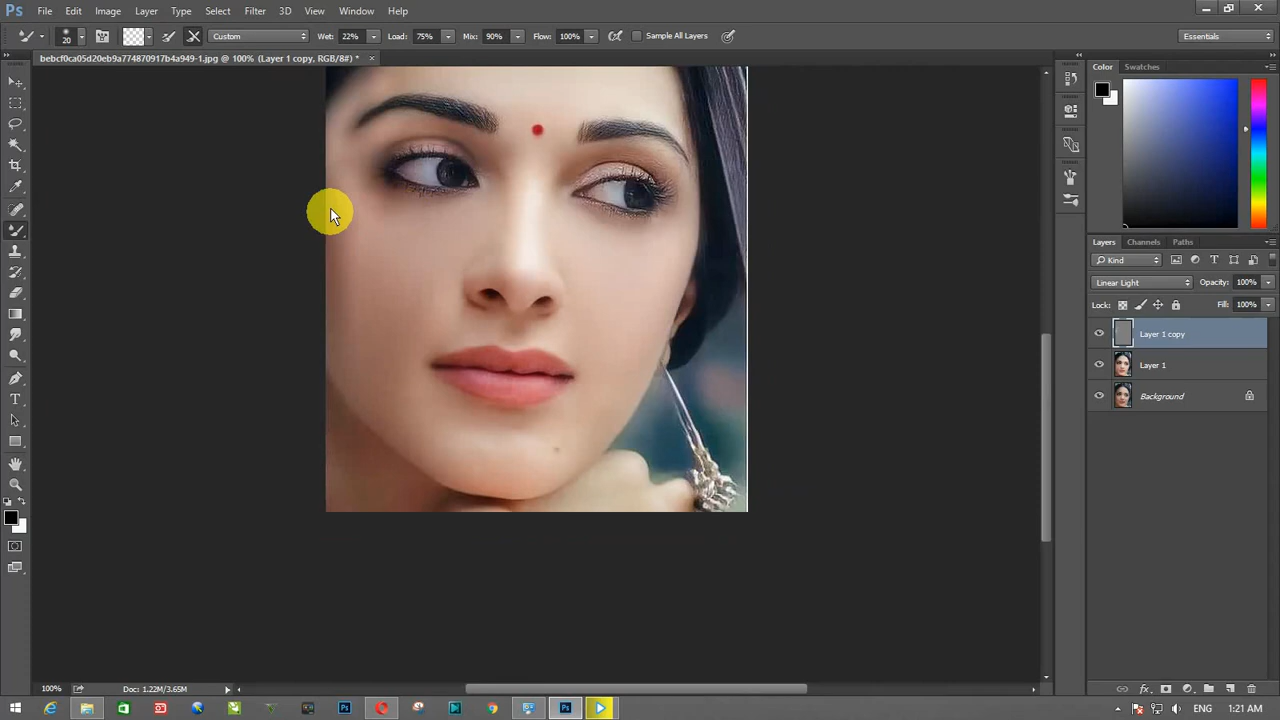 Ps File Edit Image Layer Type Select Filter 3D View Window Help
20 Custom Wet: 22% Load: 75% Mix: 90% Flow: 100% Sample All Layers Essentials
bebcf0ca05d20eb9a774870917b4a949-1.jpg @ 100% (Layer 1 copy, RGB/8#) *
Color Swatches
Layers Channels Paths
Kind
Linear Light Opacity: 100%
Lock: Fill: 100%
Layer 1 copy
Layer 1
Background
100% Doc: 1.22M/3.65M
ENG 1:21 AM